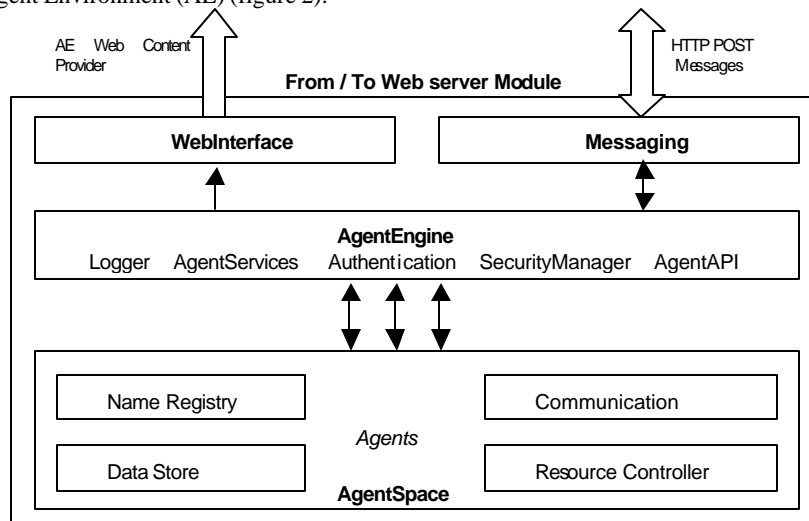 gent Environment (AE) (figure 2).
AE Web Content
Provider
HTTP POST
Messages
From / To Web server Module
WebInterface
Messaging
AgentEngine
Logger AgentServices Authentication SecurityManager AgentAPI
Name Registry
Communication
Agents
Data Store
Resource Controller
AgentSpace